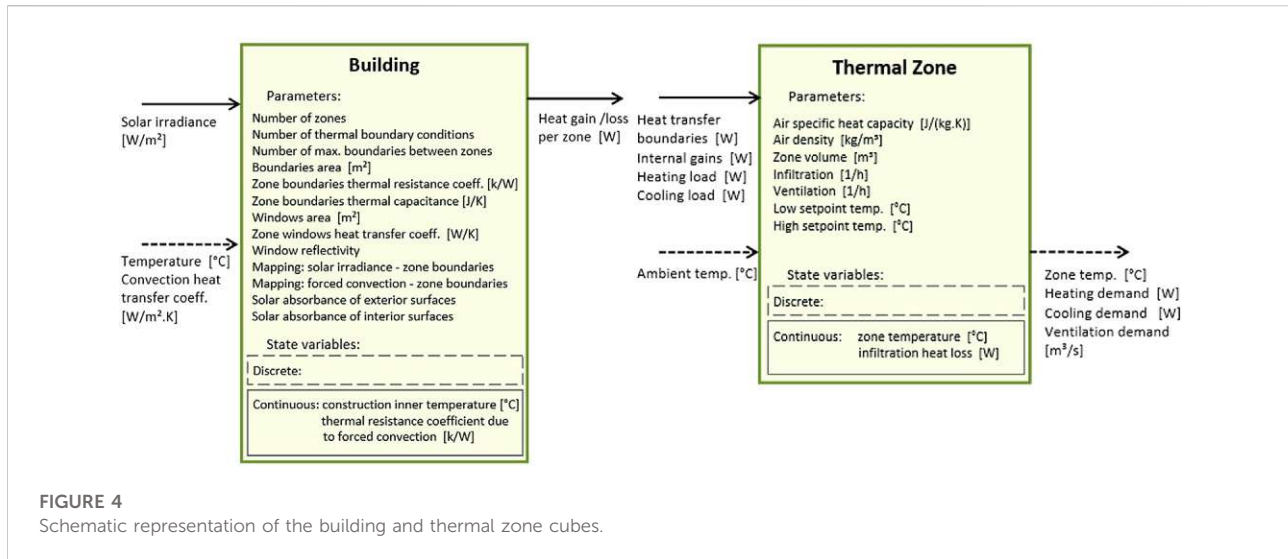 Building
Parameters:
Number of zones
Number of thermal boundary conditions
Number of max. boundaries between zones
Boundaries area [m²]
Zone boundaries thermal resistance coeff. [k/W]
Zone boundaries thermal capacitance [J/K]
Windows area [m²]
Zone windows heat transfer coeff. [W/K]
Window reflectivity
Mapping: solar irradiance - zone boundaries
Mapping: forced convection - zone boundaries
Solar absorbance of exterior surfaces
Solar absorbance of interior surfaces
State variables:
Discrete:
Continuous: construction inner temperature [°C]
thermal resistance coefficient due
to forced convection [k/W]
Solar irradiance
[W/m²]
Temperature [°C]
Convection heat
transfer coeff.
[W/m².K]
Heat gain /loss
per zone [W]
Heat transfer
boundaries [W]
Internal gains [W]
Heating load [W]
Cooling load [W]
Ambient temp. [°C]
Thermal Zone
Parameters:
Air specific heat capacity [J/(kg.K)]
Air density [kg/m³]
Zone volume [m³]
Infiltration [1/h]
Ventilation [1/h]
Low setpoint temp. [°C]
High setpoint temp. [°C]
State variables:
Discrete:
Continuous: zone temperature [°C]
infiltration heat loss [W]
Zone temp. [°C]
Heating demand [W]
Cooling demand [W]
Ventilation demand
[m³/s]
FIGURE 4
Schematic representation of the building and thermal zone cubes.